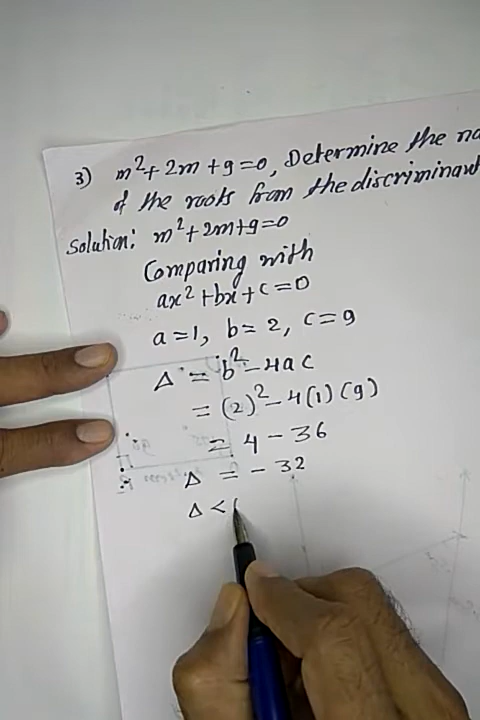 3) m²+2m+9=0, Determine the na
of the roots from the discriminant
Solution: m²+2m+9=0
Comparing with
ax²+bx+c=0
a=1, b=2, c=9
Δ = b²-4ac
= (2)²-4(1)(9)
= 4-36
Δ = -32
Δ <